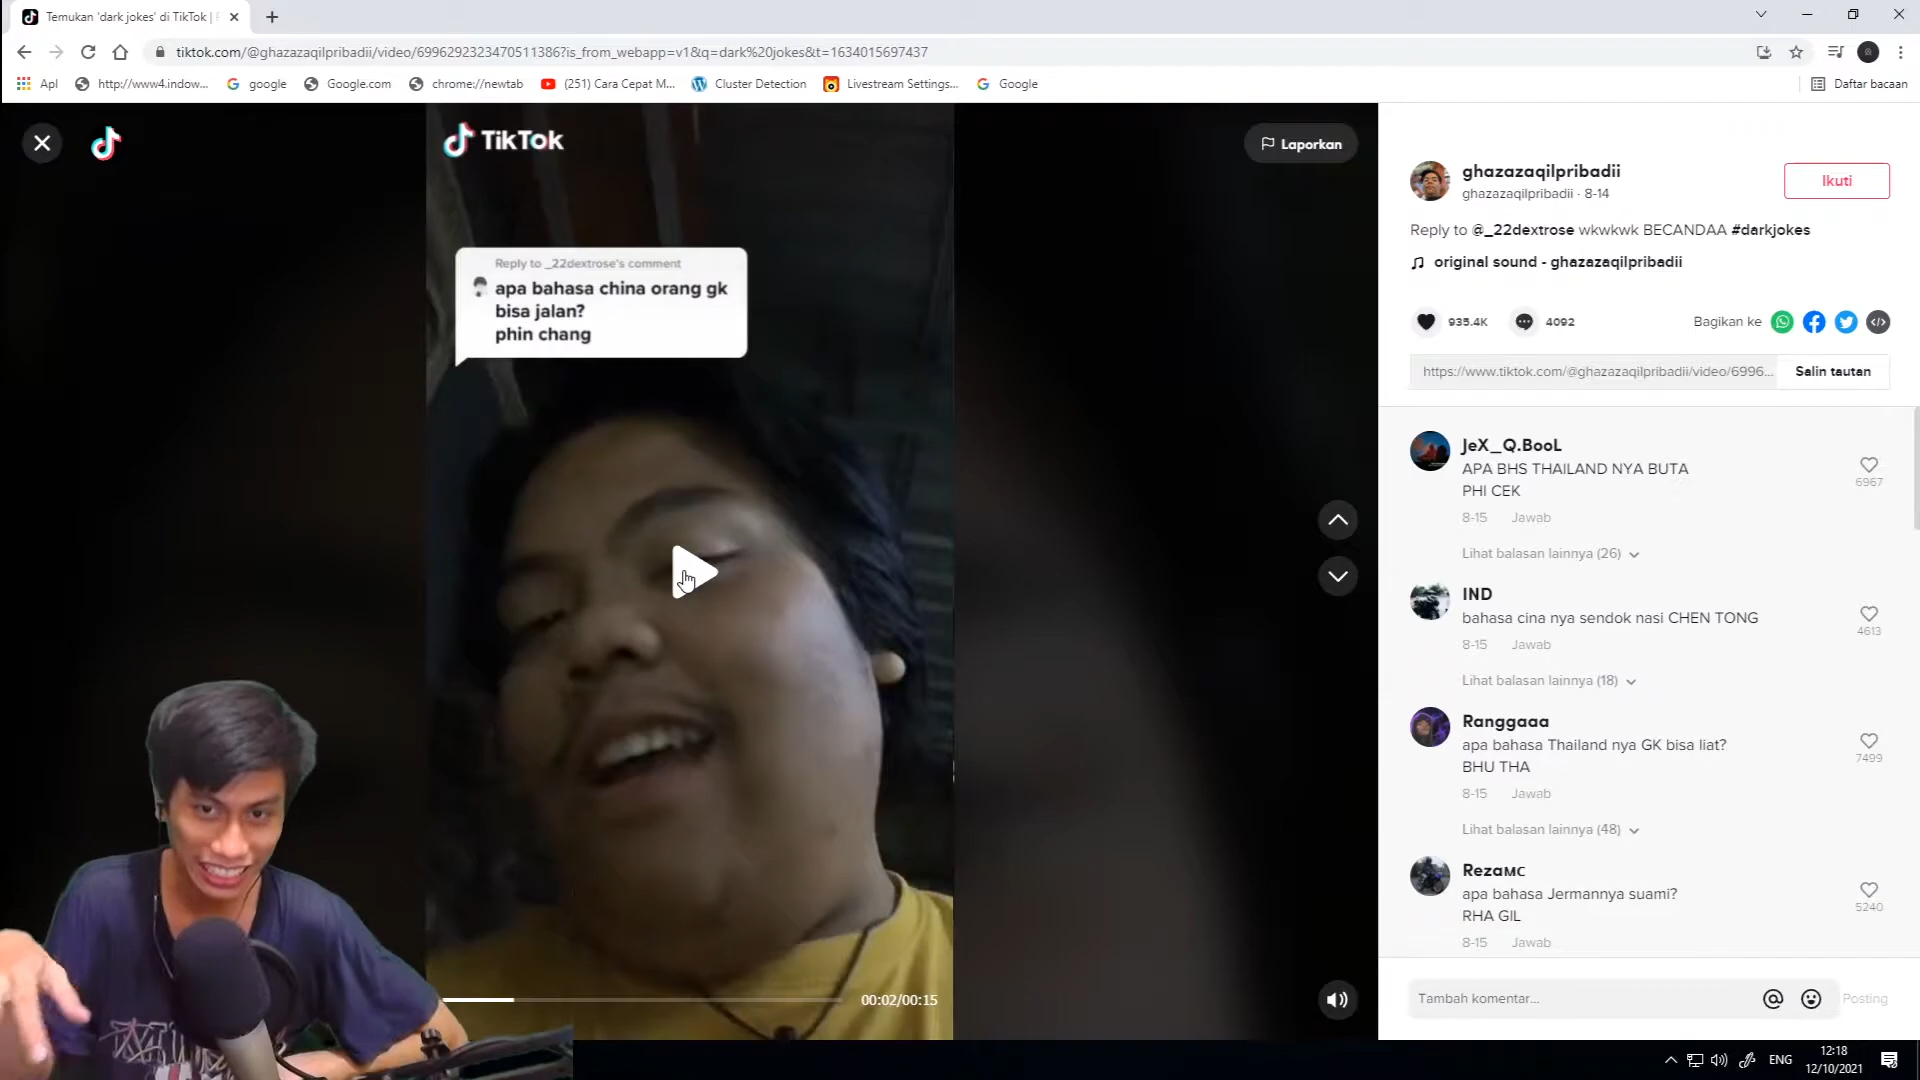 Temukan 'dark jokes' di TikTok |
tiktok.com/@ghazazaqilpribadii/video/6996292323470511386?is_from_webapp=v1&q=dark%20jokes&t=1634015697437
Apl
http://www4.indow...
google
Google.com
chrome://newtab
(251) Cara Cepat M...
Cluster Detection
Livestream Settings...
Google
Daftar bacaan
TikTok
Laporkan
Reply to _22dextrose's comment
apa bahasa china orang gk
bisa jalan?
phin chang
00:02/00:15
ghazazaqilpribadii
ghazazaqilpribadii · 8-14
Ikuti
Reply to @_22dextrose wkwkwk BECANDAA #darkjokes
original sound - ghazazaqilpribadii
935.4K
4092
Bagikan ke
https://www.tiktok.com/@ghazazaqilpribadii/video/6996...
Salin tautan
JeX_Q.BooL
APA BHS THAILAND NYA BUTA
PHI CEK
6967
8-15 Jawab
Lihat balasan lainnya (26)
IND
bahasa cina nya sendok nasi CHEN TONG
4613
8-15 Jawab
Lihat balasan lainnya (18)
Ranggaaa
apa bahasa Thailand nya GK bisa liat?
BHU THA
7499
8-15 Jawab
Lihat balasan lainnya (48)
Rezaмc
apa bahasa Jermannya suami?
RHA GIL
5240
8-15 Jawab
Tambah komentar...
Posting
ENG
12:18
12/10/2021